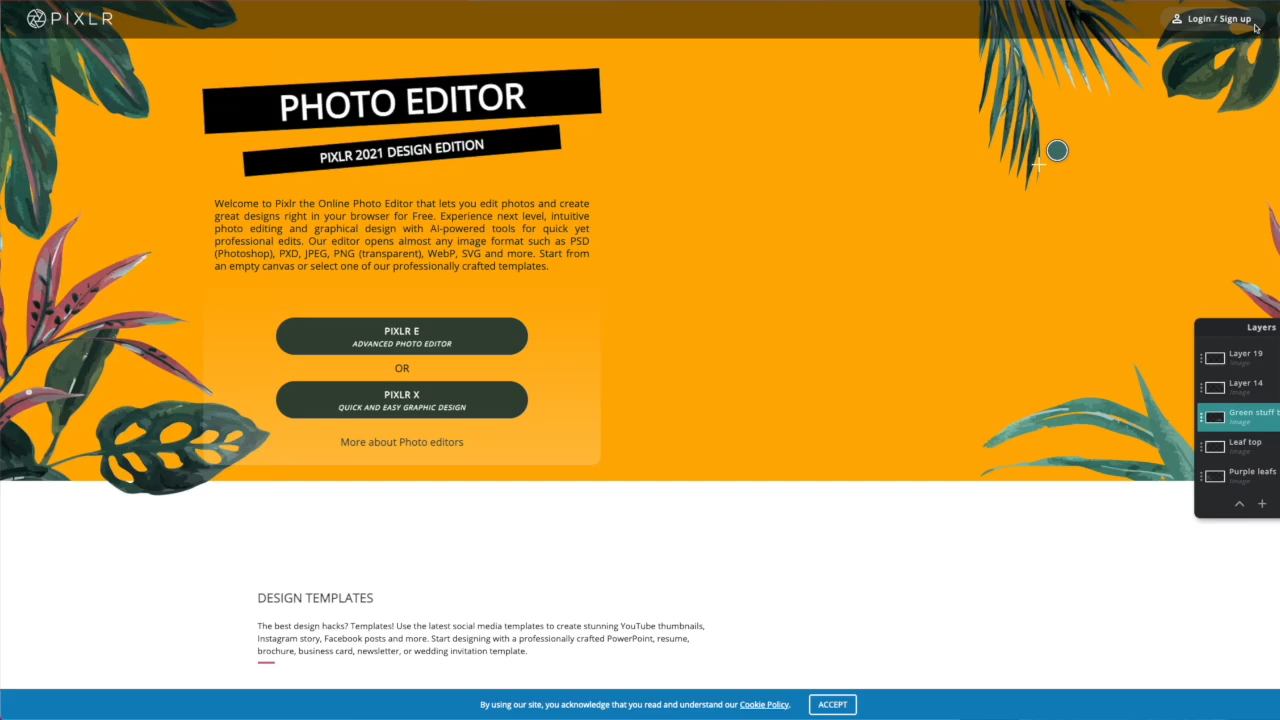 PIXLR
Login / Sign up
PHOTO EDITOR
PIXLR 2021 DESIGN EDITION
Welcome to Pixlr the Online Photo Editor that lets you edit photos and create
great designs right in your browser for Free. Experience next level, intuitive
photo editing and graphical design with AI-powered tools for quick yet
professional edits. Our editor opens almost any image format such as PSD
(Photoshop), PXD, JPEG, PNG (transparent), WebP, SVG and more. Start from
an empty canvas or select one of our professionally crafted templates.
PIXLR E
ADVANCED PHOTO EDITOR
OR
PIXLR X
QUICK AND EASY GRAPHIC DESIGN
More about Photo editors
Layers
Layer 19
Image
Layer 14
Image
Green stuff b
Image
Leaf top
Image
Purple leafs
Image
DESIGN TEMPLATES
The best design hacks? Templates! Use the latest social media templates to create stunning YouTube thumbnails,
Instagram story, Facebook posts and more. Start designing with a professionally crafted PowerPoint, resume,
brochure, business card, newsletter, or wedding invitation template.
By using our site, you acknowledge that you read and understand our Cookie Policy.
ACCEPT